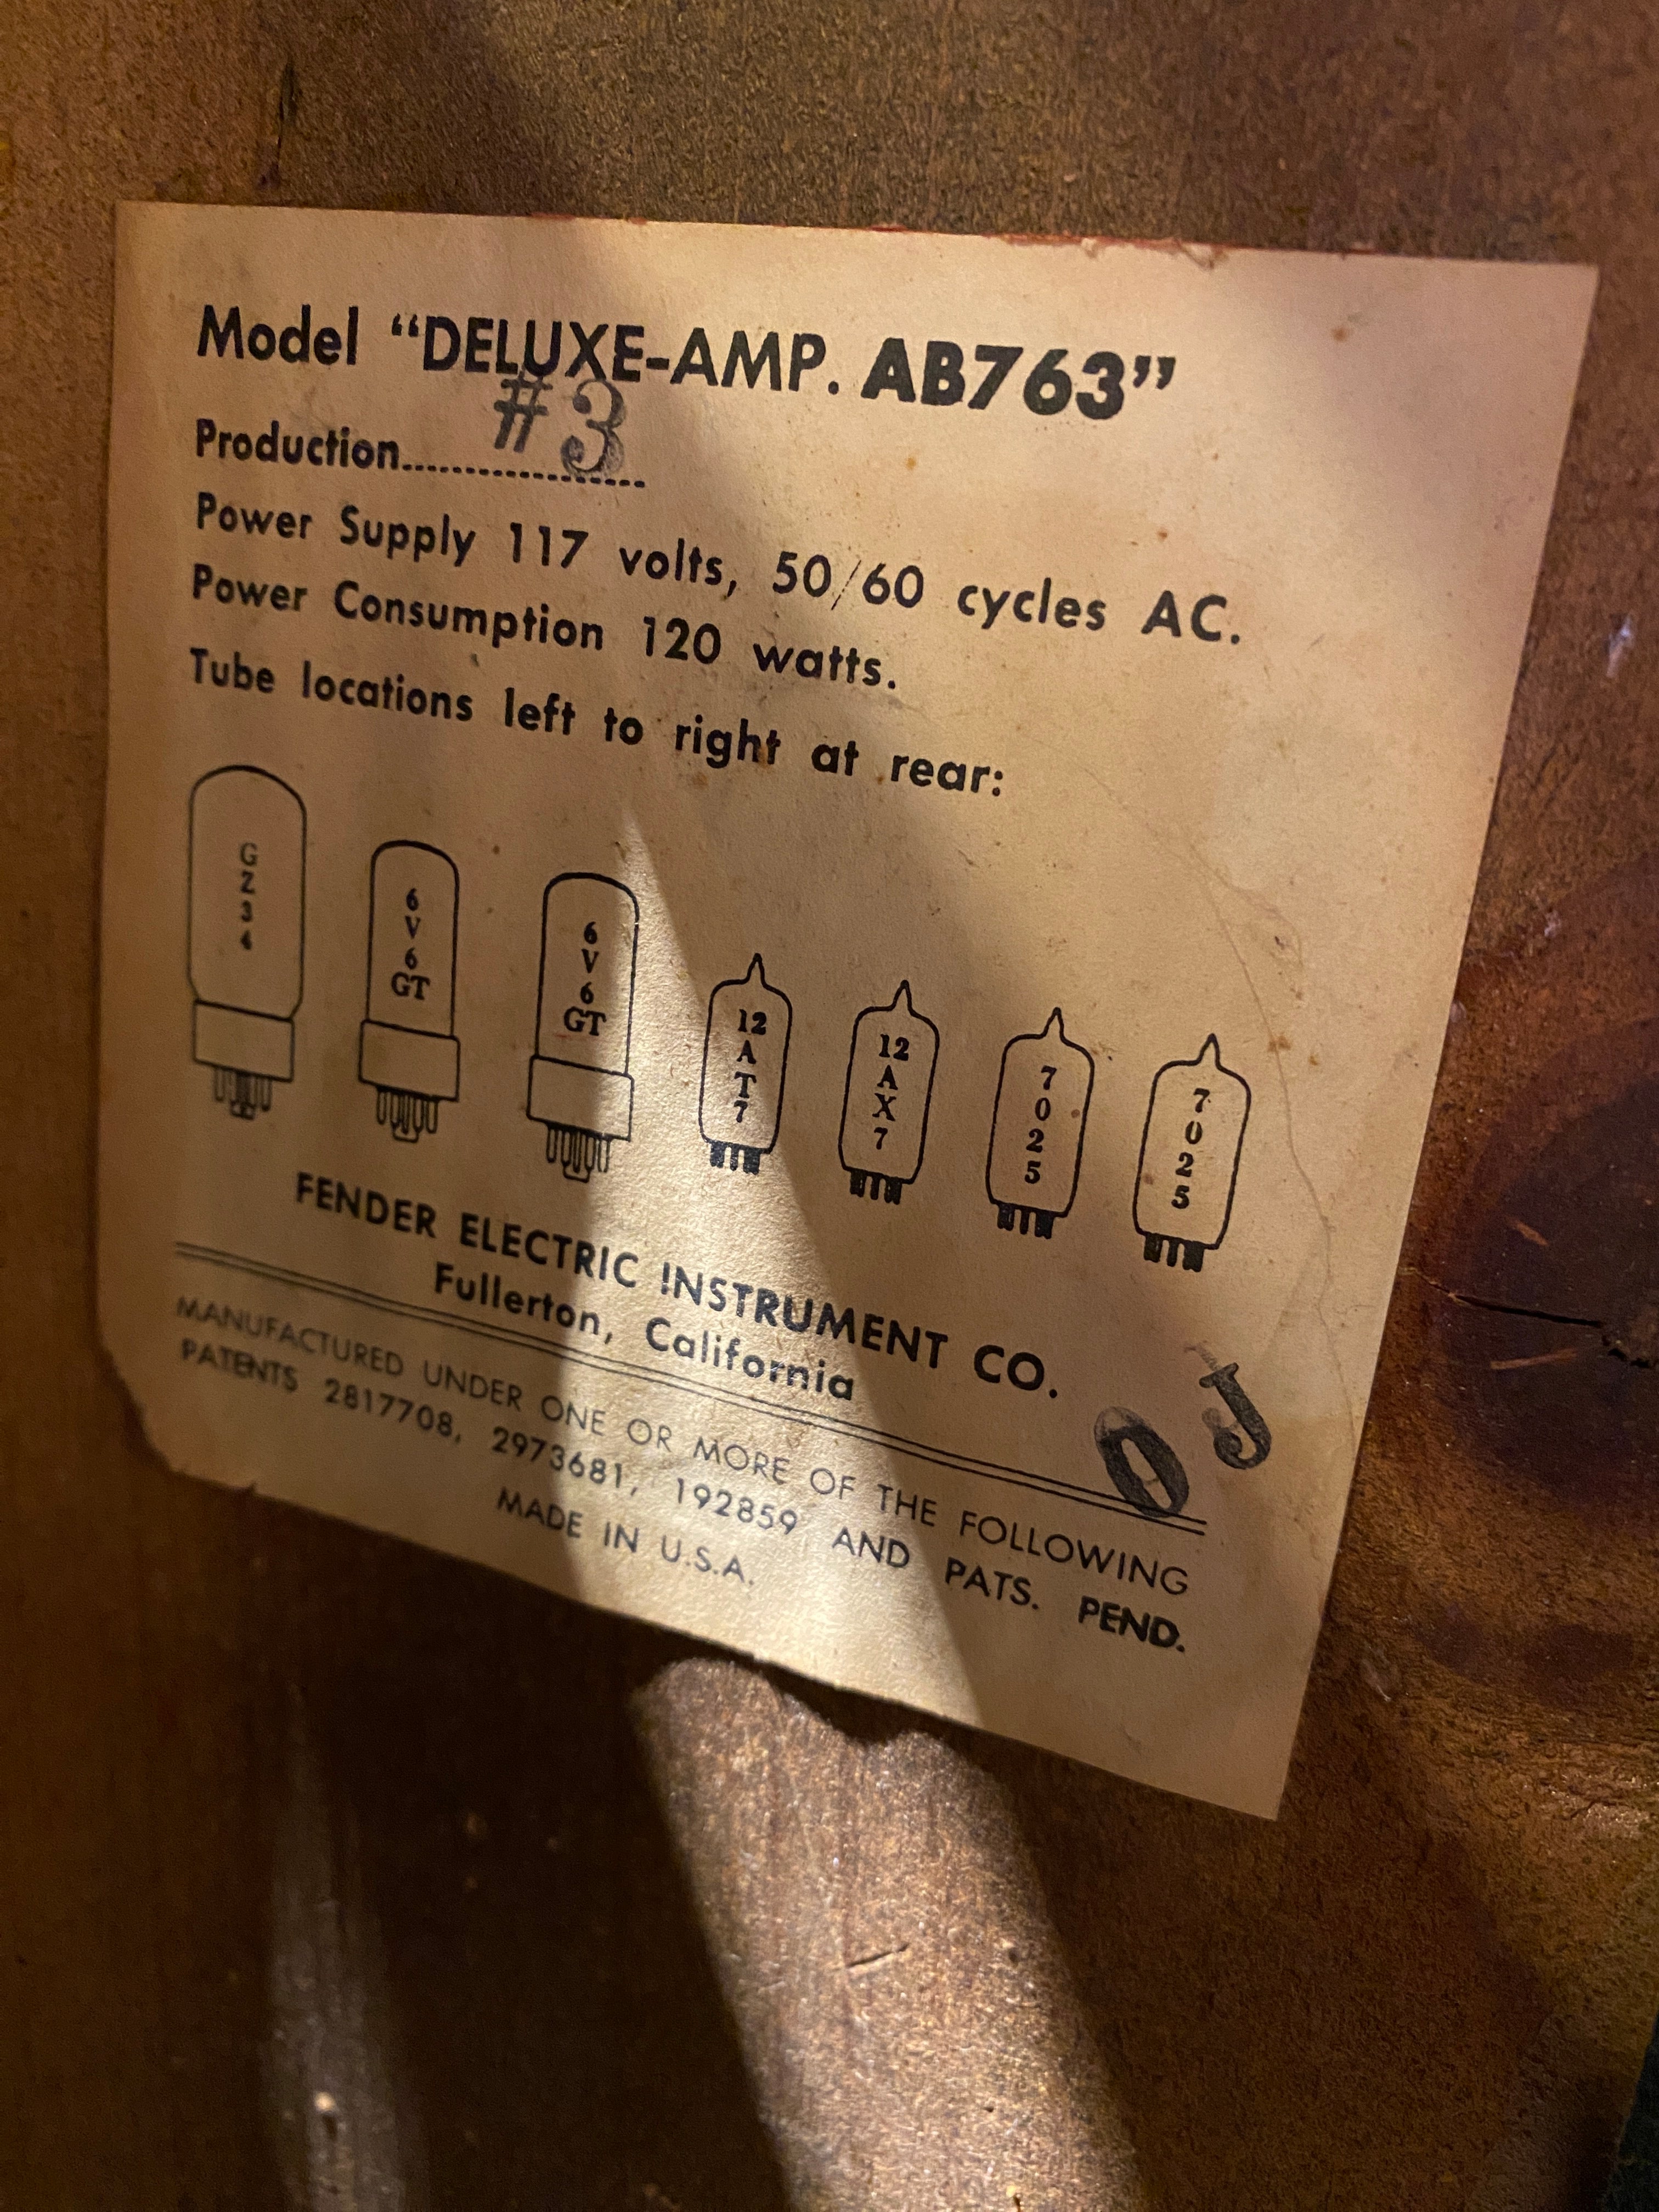 Model “DELUXE-AMP. AB763”
Production.................... #3
Power Supply 117 volts, 50/60 cycles AC.
Power Consumption 120 watts.
Tube locations left to right at rear:
GZ34
6V6GT
6V6GT
12AT7
12AX7
7025
7025
FENDER ELECTRIC INSTRUMENT CO.
Fullerton, California
OJ
MANUFACTURED UNDER ONE OR MORE OF THE FOLLOWING
PATENTS 2817708, 2973681, 192859 AND PATS. PEND.
MADE IN U.S.A.